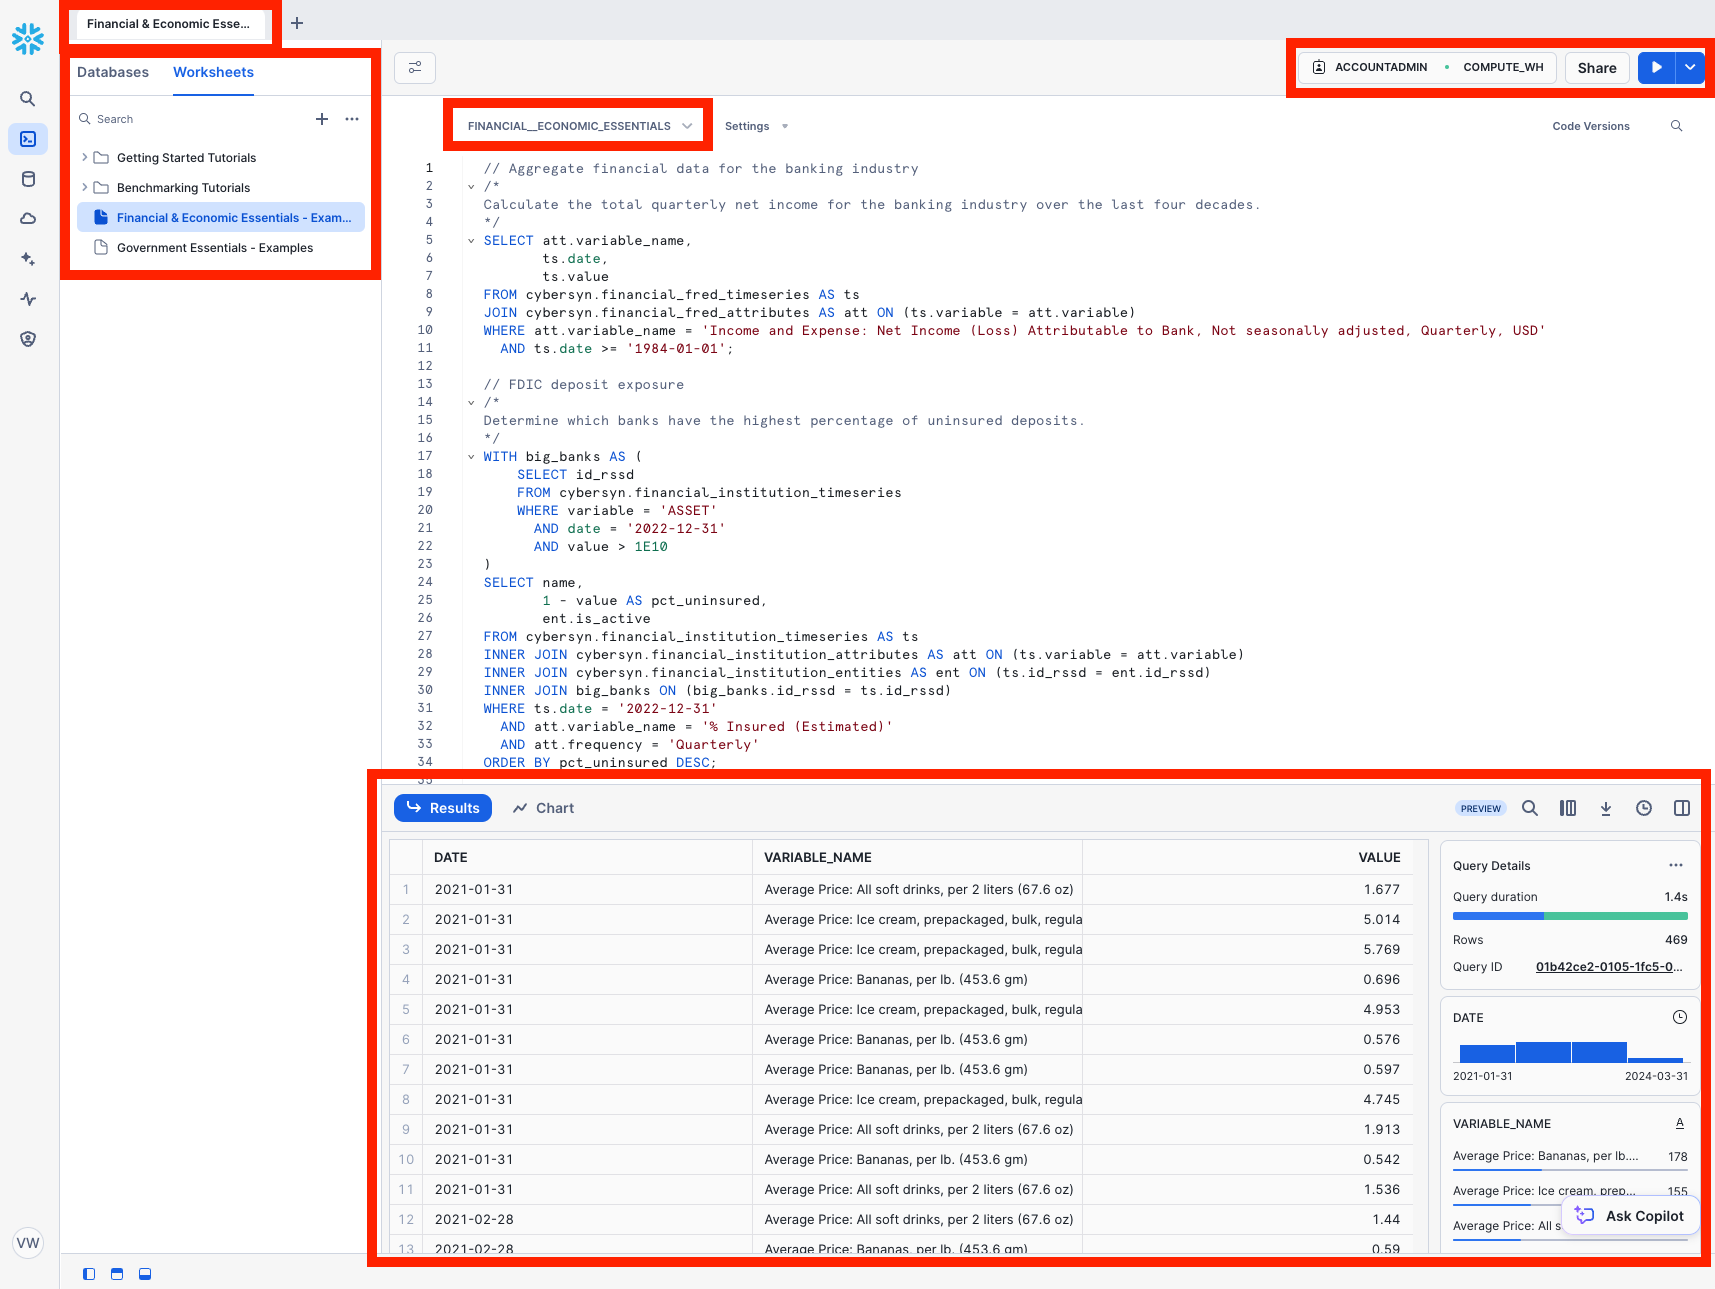 Financial & Economic Esse...
Databases
Worksheets
Search
Getting Started Tutorials
Benchmarking Tutorials
Financial & Economic Essentials - Exam...
Government Essentials - Examples
VW
ACCOUNTADMIN
COMPUTE_WH
Share
FINANCIAL__ECONOMIC_ESSENTIALS
Settings
Code Versions
1 // Aggregate financial data for the banking industry
2 /*
3 Calculate the total quarterly net income for the banking industry over the last four decades.
4 */
5 SELECT att.variable_name,
6 ts.date,
7 ts.value
8 FROM cybersyn.financial_fred_timeseries AS ts
9 JOIN cybersyn.financial_fred_attributes AS att ON (ts.variable = att.variable)
10 WHERE att.variable_name = 'Income and Expense: Net Income (Loss) Attributable to Bank, Not seasonally adjusted, Quarterly, USD'
11 AND ts.date >= '1984-01-01';
12
13 // FDIC deposit exposure
14 /*
15 Determine which banks have the highest percentage of uninsured deposits.
16 */
17 WITH big_banks AS (
18 SELECT id_rssd
19 FROM cybersyn.financial_institution_timeseries
20 WHERE variable = 'ASSET'
21 AND date = '2022-12-31'
22 AND value > 1E10
23 )
24 SELECT name,
25 1 - value AS pct_uninsured,
26 ent.is_active
27 FROM cybersyn.financial_institution_timeseries AS ts
28 INNER JOIN cybersyn.financial_institution_attributes AS att ON (ts.variable = att.variable)
29 INNER JOIN cybersyn.financial_institution_entities AS ent ON (ts.id_rssd = ent.id_rssd)
30 INNER JOIN big_banks ON (big_banks.id_rssd = ts.id_rssd)
31 WHERE ts.date = '2022-12-31'
32 AND att.variable_name = '% Insured (Estimated)'
33 AND att.frequency = 'Quarterly'
34 ORDER BY pct_uninsured DESC;
35
Results
Chart
PREVIEW
DATE VARIABLE_NAME VALUE
1 2021-01-31 Average Price: All soft drinks, per 2 liters (67.6 oz) 1.677
2 2021-01-31 Average Price: Ice cream, prepackaged, bulk, regula 5.014
3 2021-01-31 Average Price: Ice cream, prepackaged, bulk, regula 5.769
4 2021-01-31 Average Price: Bananas, per lb. (453.6 gm) 0.696
5 2021-01-31 Average Price: Ice cream, prepackaged, bulk, regula 4.953
6 2021-01-31 Average Price: Bananas, per lb. (453.6 gm) 0.576
7 2021-01-31 Average Price: Bananas, per lb. (453.6 gm) 0.597
8 2021-01-31 Average Price: Ice cream, prepackaged, bulk, regula 4.745
9 2021-01-31 Average Price: All soft drinks, per 2 liters (67.6 oz) 1.913
10 2021-01-31 Average Price: Bananas, per lb. (453.6 gm) 0.542
11 2021-01-31 Average Price: All soft drinks, per 2 liters (67.6 oz) 1.536
12 2021-02-28 Average Price: All soft drinks, per 2 liters (67.6 oz) 1.44
13 2021-02-28 Average Price: Bananas, per lb. (453.6 gm) 0.59
Query Details
Query duration 1.4s
Rows 469
Query ID 01b42ce2-0105-1fc5-0...
DATE
2021-01-31 2024-03-31
VARIABLE_NAME A
Average Price: Bananas, per lb.... 178
Average Price: Ice cream, prep... 155
Average Price: All s
Ask Copilot